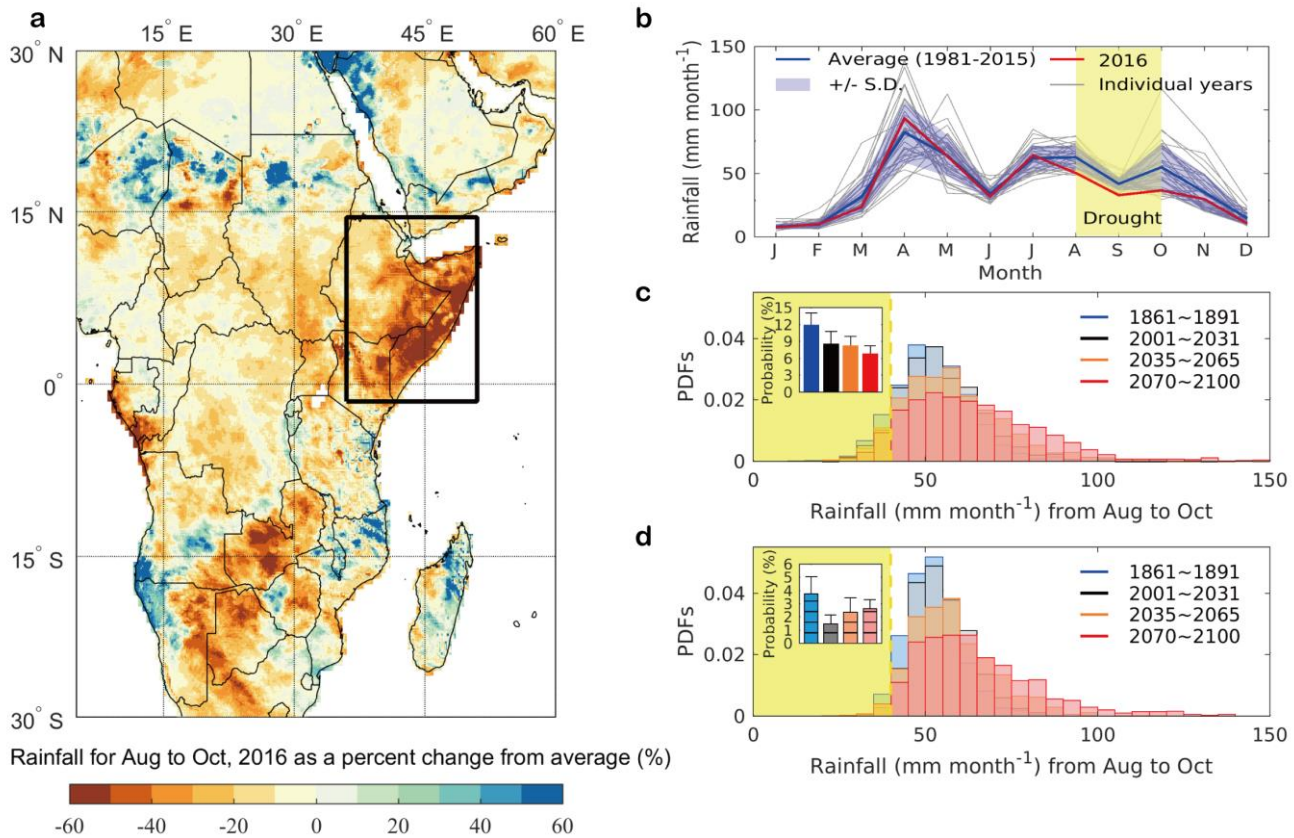 a
15° E
30° E
45° E
60° E
30° N
15° N
0°
15° S
30° S
Rainfall for Aug to Oct, 2016 as a percent change from average (%)
-60
-40
-20
0
20
40
60
b
Rainfall (mm month⁻¹)
150
100
50
0
Average (1981-2015)
2016
+/- S.D.
Individual years
Drought
J F M A M J J A S O N D
Month
c
PDFs
0.04
0.02
0
Probability (%)
15
12
9
6
3
0
1861~1891
2001~2031
2035~2065
2070~2100
0 50 100 150
Rainfall (mm month⁻¹) from Aug to Oct
d
PDFs
0.04
0.02
0
Probability (%)
6
5
4
3
2
1
0
1861~1891
2001~2031
2035~2065
2070~2100
0 50 100 150
Rainfall (mm month⁻¹) from Aug to Oct